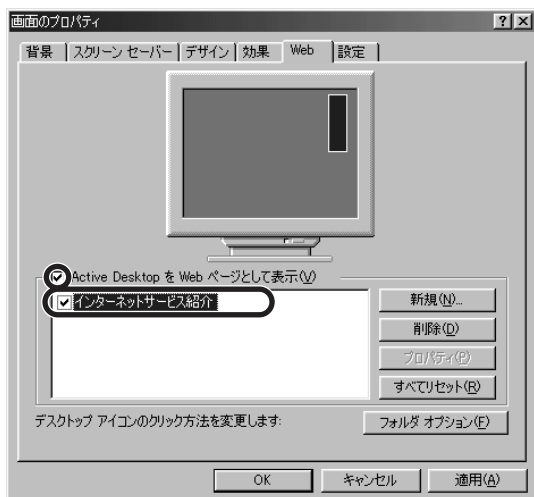 画面のプロパティ
背景 スクリーン セーバー デザイン 効果 Web 設定
Active Desktop を Web ページとして表示(V)
インターネットサービス紹介
新規(N)...
削除(D)
プロパティ(P)
すべてリセット(R)
デスクトップ アイコンのクリック方法を変更します:
フォルダ オプション(F)
OK キャンセル 適用(A)